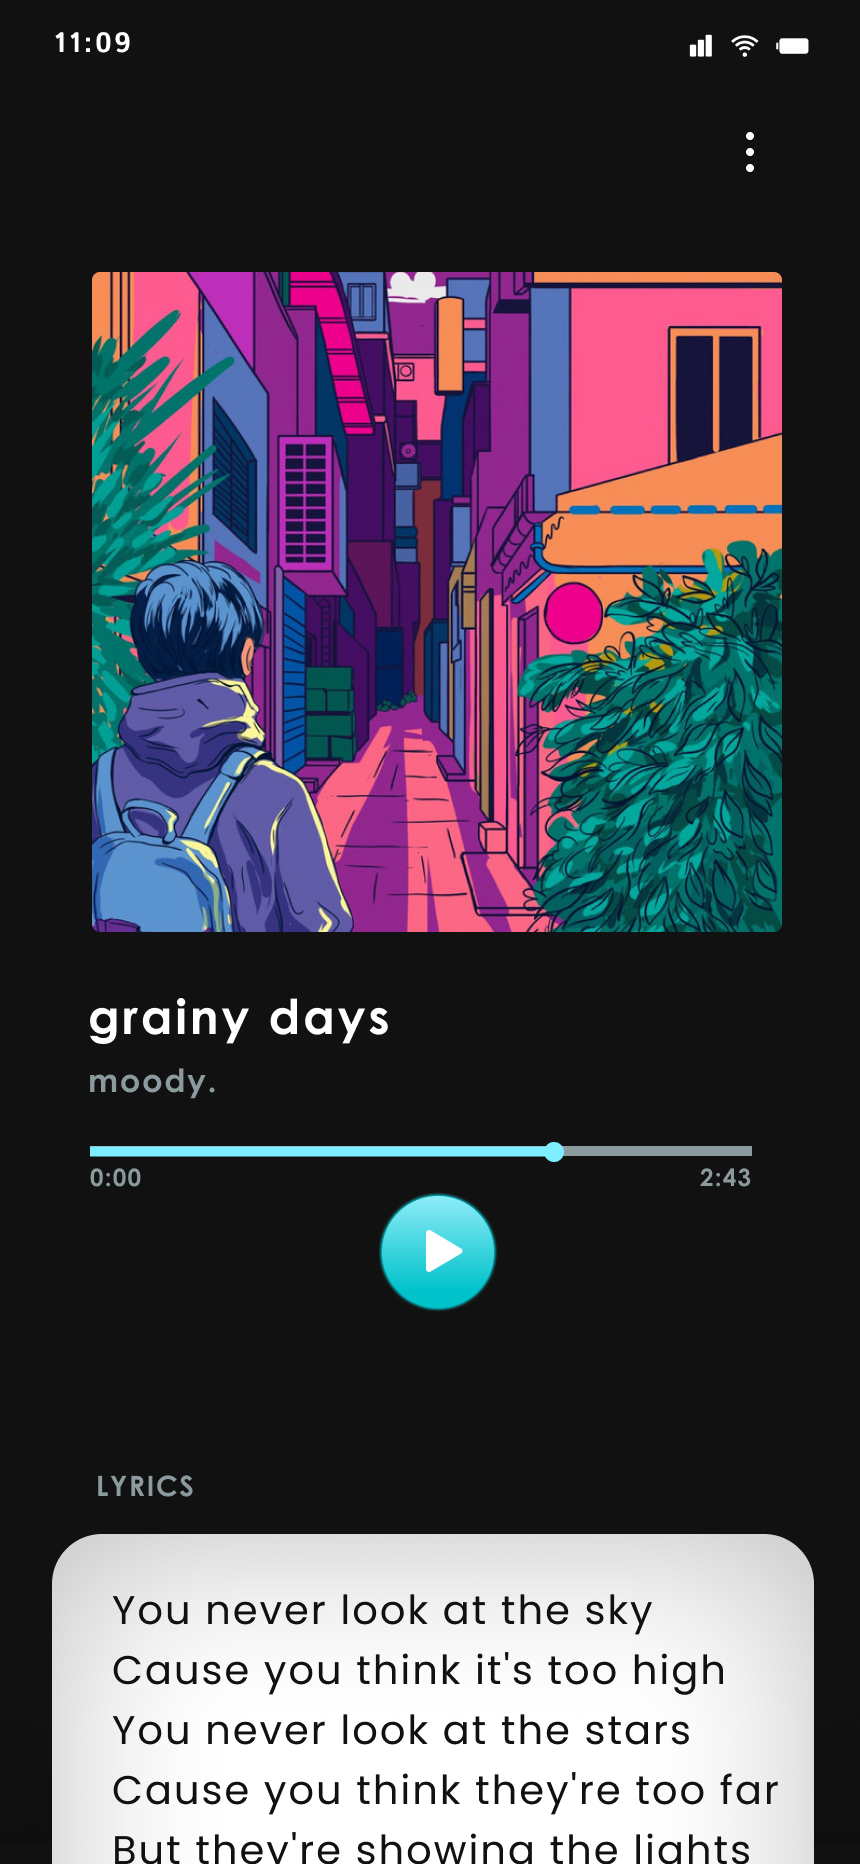 11:09
grainy days
moody.
0:00
2:43
LYRICS
You never look at the sky
Cause you think it's too high
You never look at the stars
Cause you think they're too far
But they're showing the lights